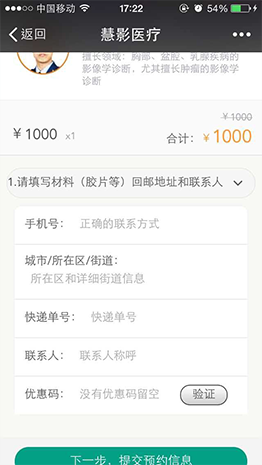 中国移动 17:22 54%
返回 慧影医疗
擅长领域：胸部、盆腔、乳腺疾病的
影像学诊断，尤其擅长肿瘤的影像学
诊断
￥1000
￥1000 x1 合计：￥1000
1.请填写材料（胶片等）回邮地址和联系人
手机号： 正确的联系方式
城市/所在区/街道：
所在区和详细街道信息
快递单号： 快递单号
联系人： 联系人称呼
优惠码： 没有优惠码留空 验证
下一步，提交预约信息